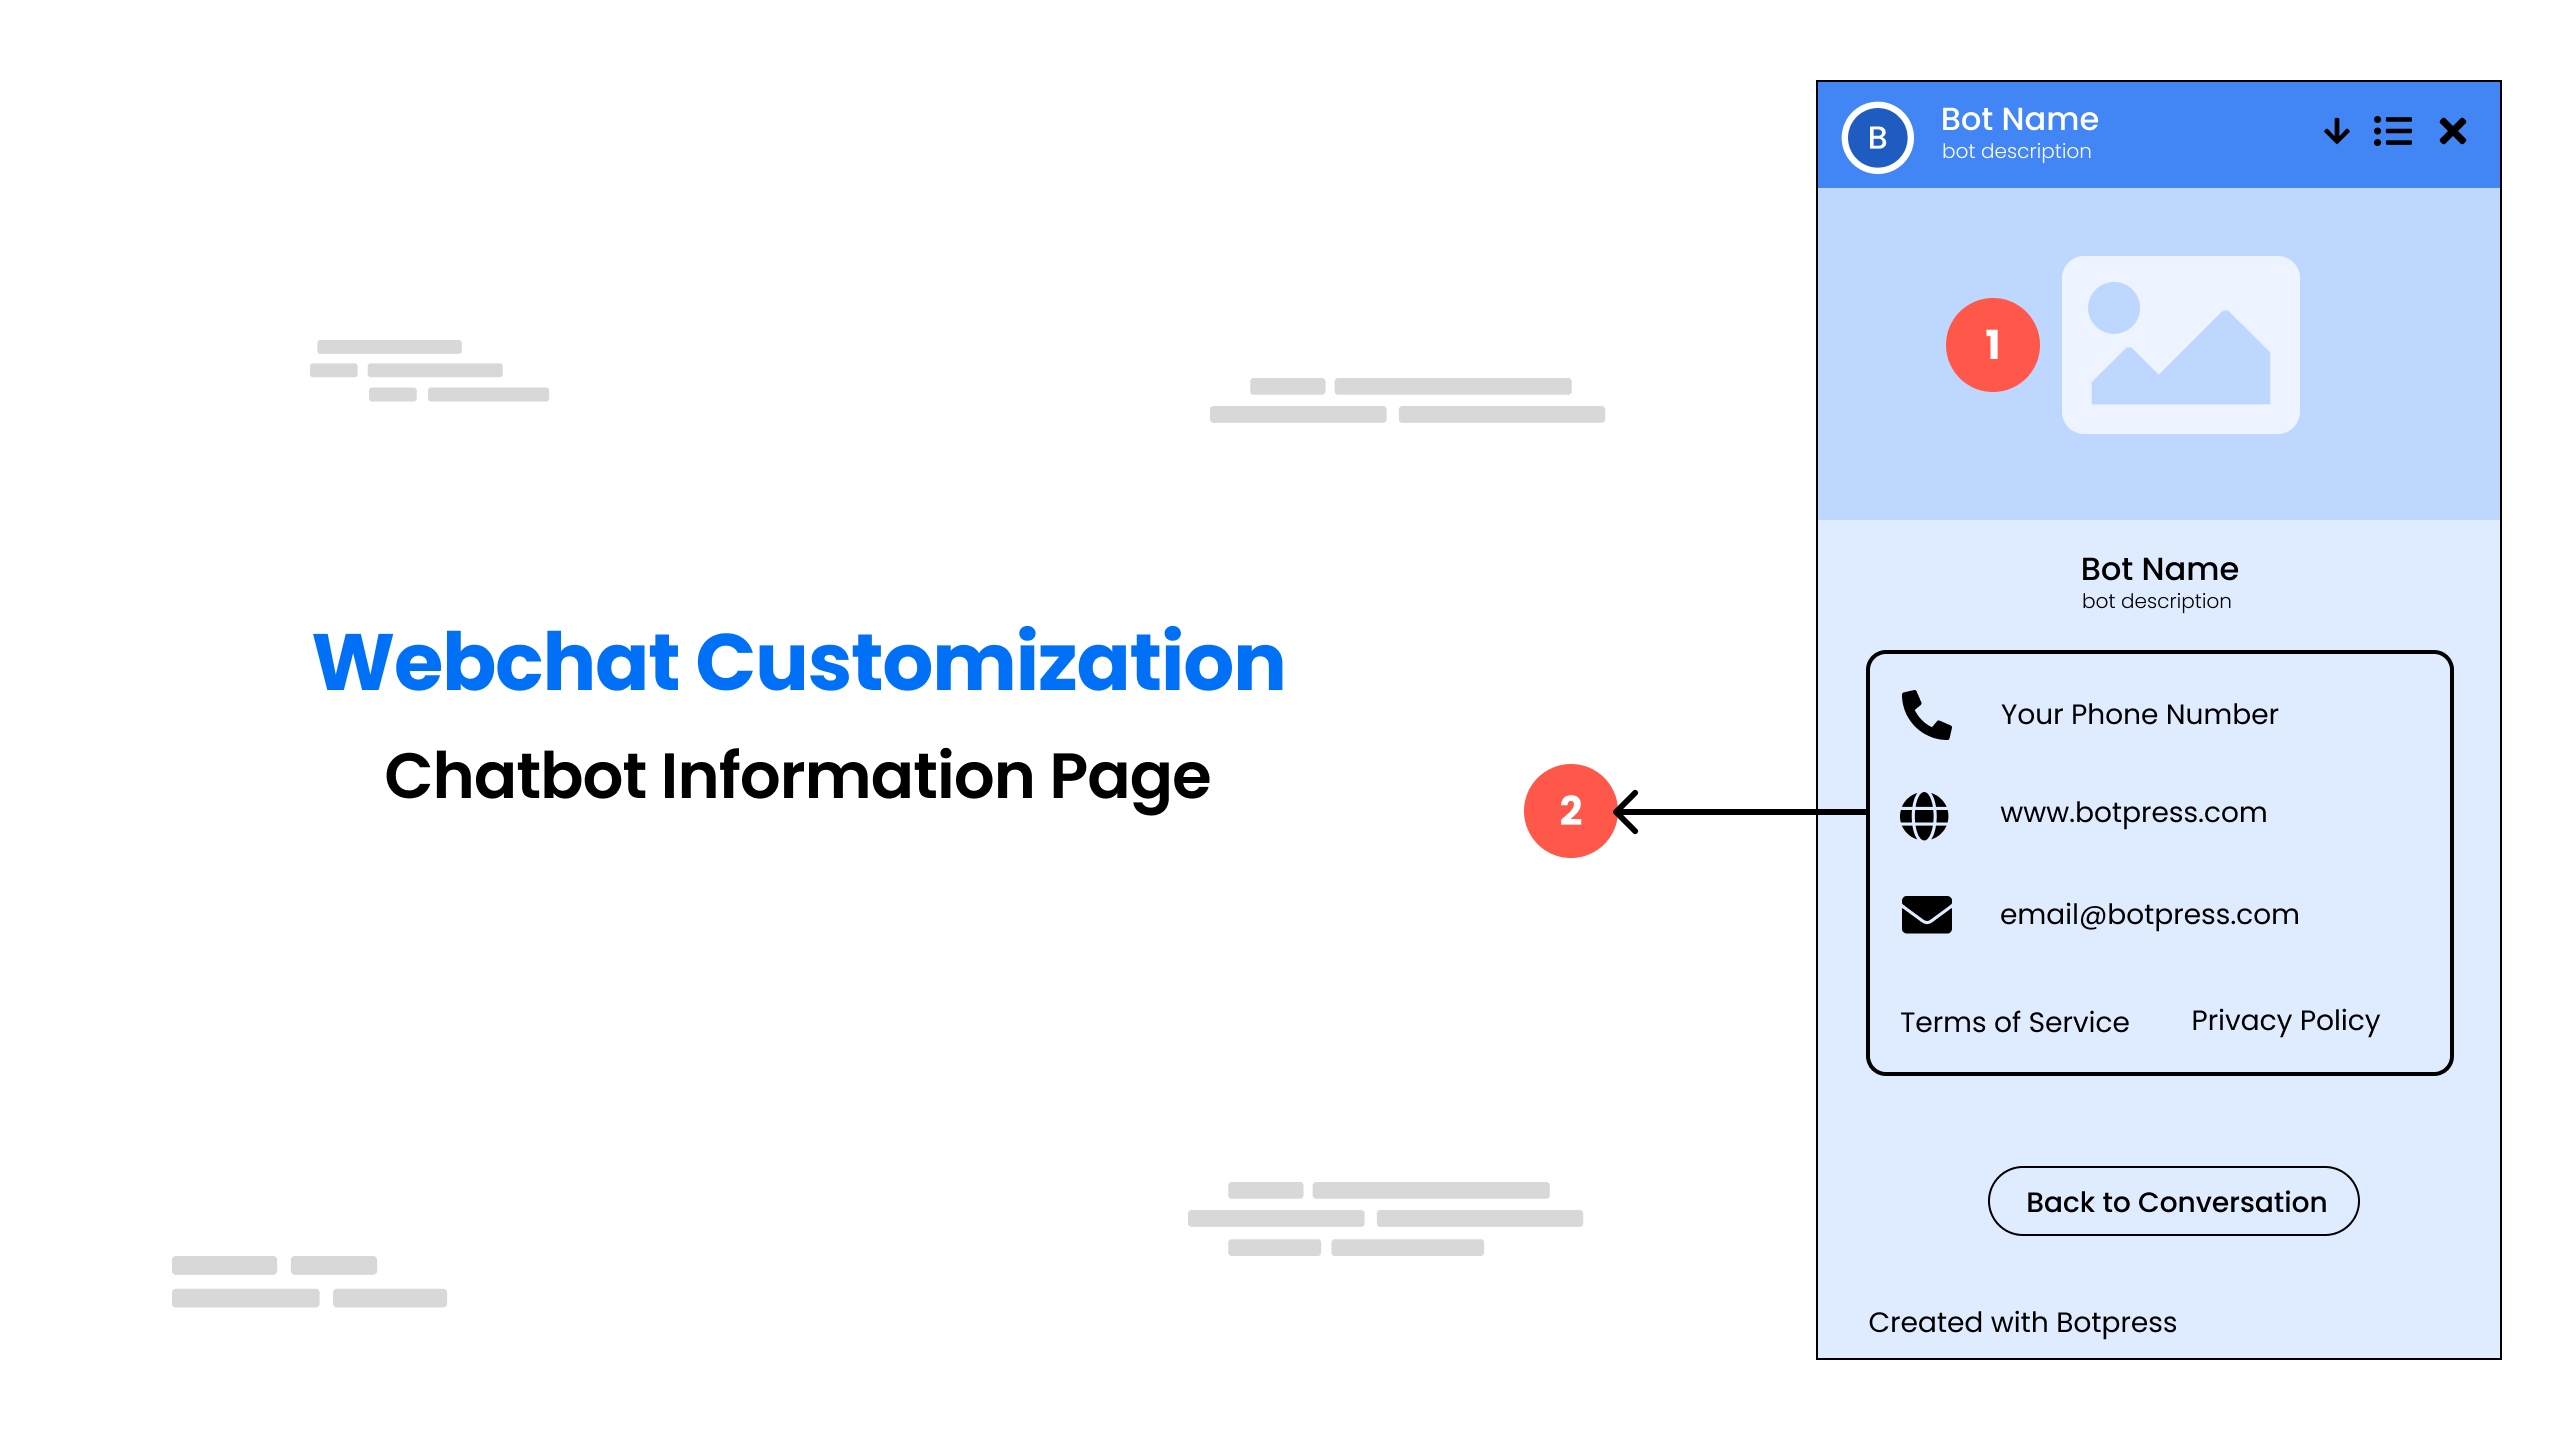 Webchat Customization
Chatbot Information Page
B
Bot Name
bot description
1
Bot Name
bot description
2
Your Phone Number
www.botpress.com
email@botpress.com
Terms of Service Privacy Policy
Back to Conversation
Created with Botpress